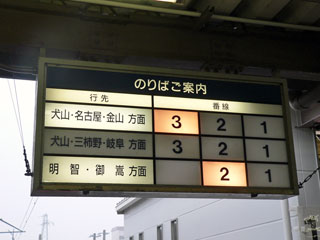 のりばご案内
行先 番線
犬山・名古屋・金山 方面 3 2 1
犬山・三柿野・岐阜 方面 3 2 1
明智・御嵩 方面 2 1